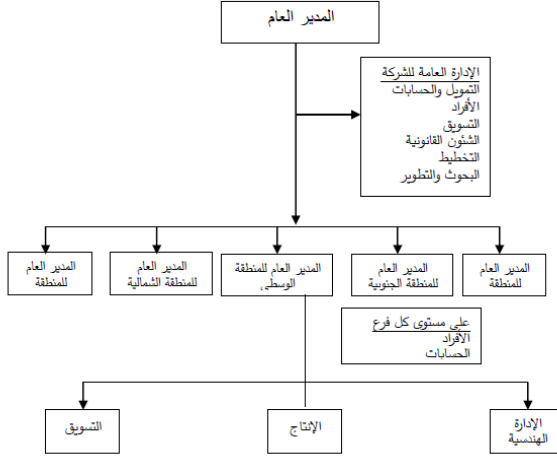 المدير العام
الإدارة العامة للشركة
التمويل والحسابات
الأفراد
التسويق
الشئون القانونية
التخطيط
البحوث والتطوير
المدير العام
للمنطقة
المدير العام
للمنطقة الجنوبية
المدير العام للمنطقة
الوسطى
المدير العام
للمنطقة الشمالية
المدير العام
للمنطقة
على مستوى كل فرع
الأفراد
الحسابات
الإدارة
الهندسية
الإنتاج
التسويق